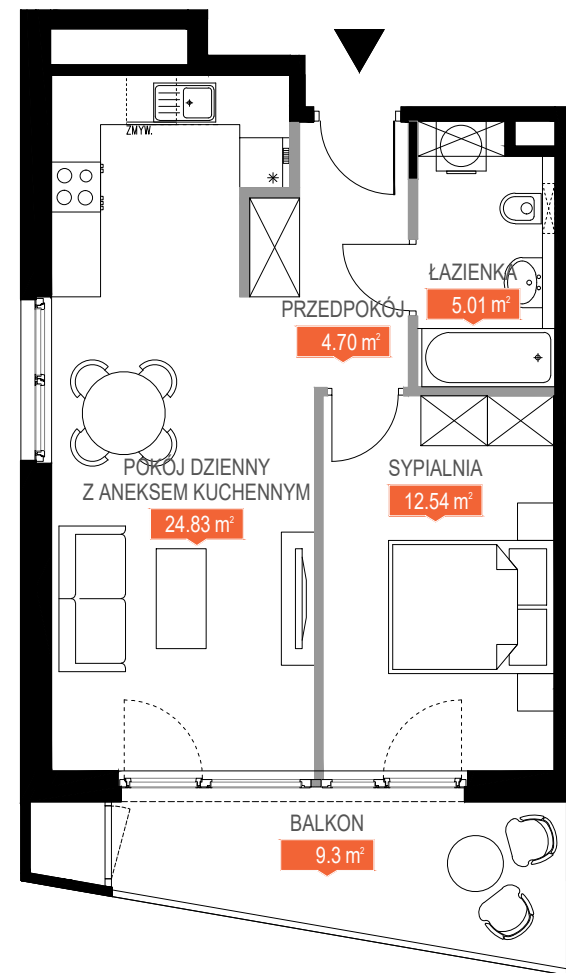 ZMYW.
ŁAZIENKA
5.01 m²
PRZEDPOKÓJ
4.70 m²
POKÓJ DZIENNY
Z ANEKSEM KUCHENNYM
24.83 m²
SYPIALNIA
12.54 m²
BALKON
9.3 m²